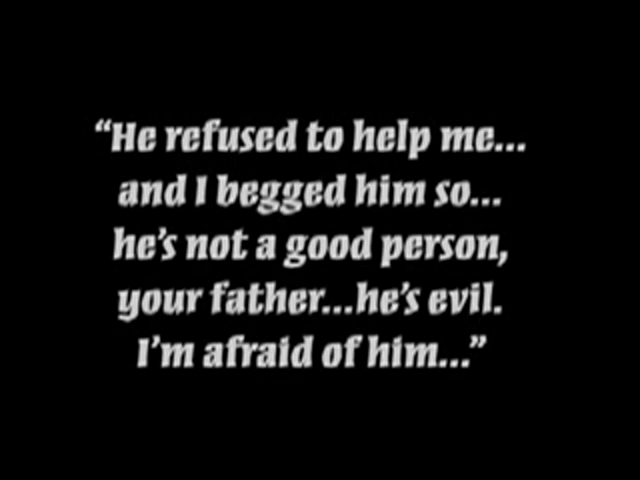 “He refused to help me...
and I begged him so...
he’s not a good person,
your father...he’s evil.
I’m afraid of him...”